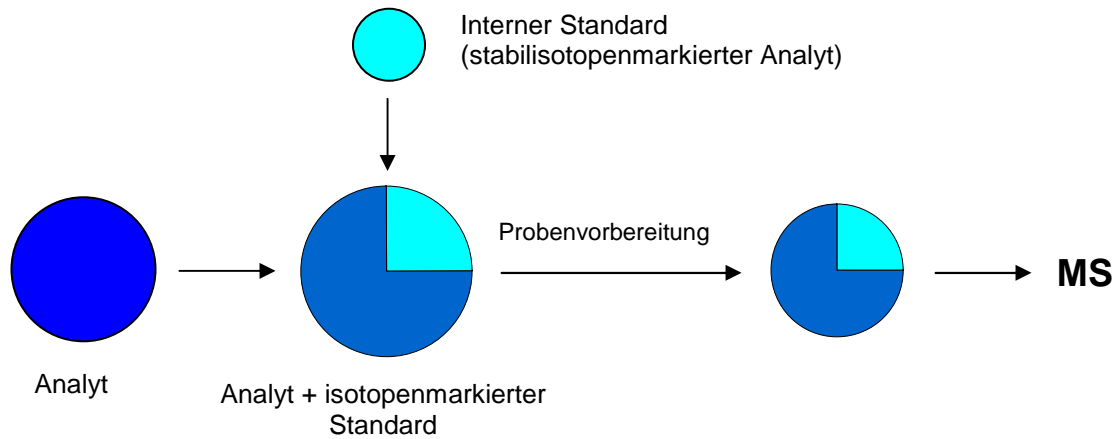 Interner Standard
(stabilisotopenmarkierter Analyt)
Probenvorbereitung
MS
Analyt
Analyt + isotopenmarkierter
Standard